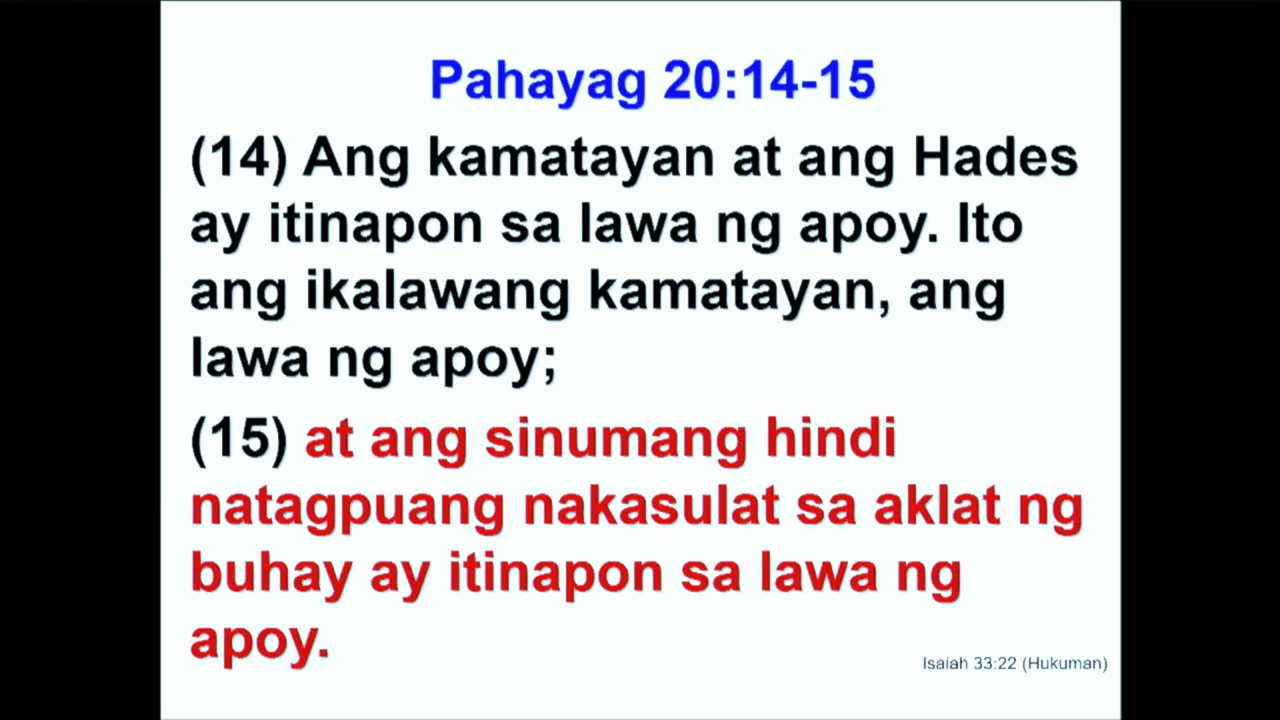 Pahayag 20:14-15
(14) Ang kamatayan at ang Hades
ay itinapon sa lawa ng apoy. Ito
ang ikalawang kamatayan, ang
lawa ng apoy;
(15) at ang sinumang hindi
natagpuang nakasulat sa aklat ng
buhay ay itinapon sa lawa ng
apoy.
Isaiah 33:22 (Hukuman)